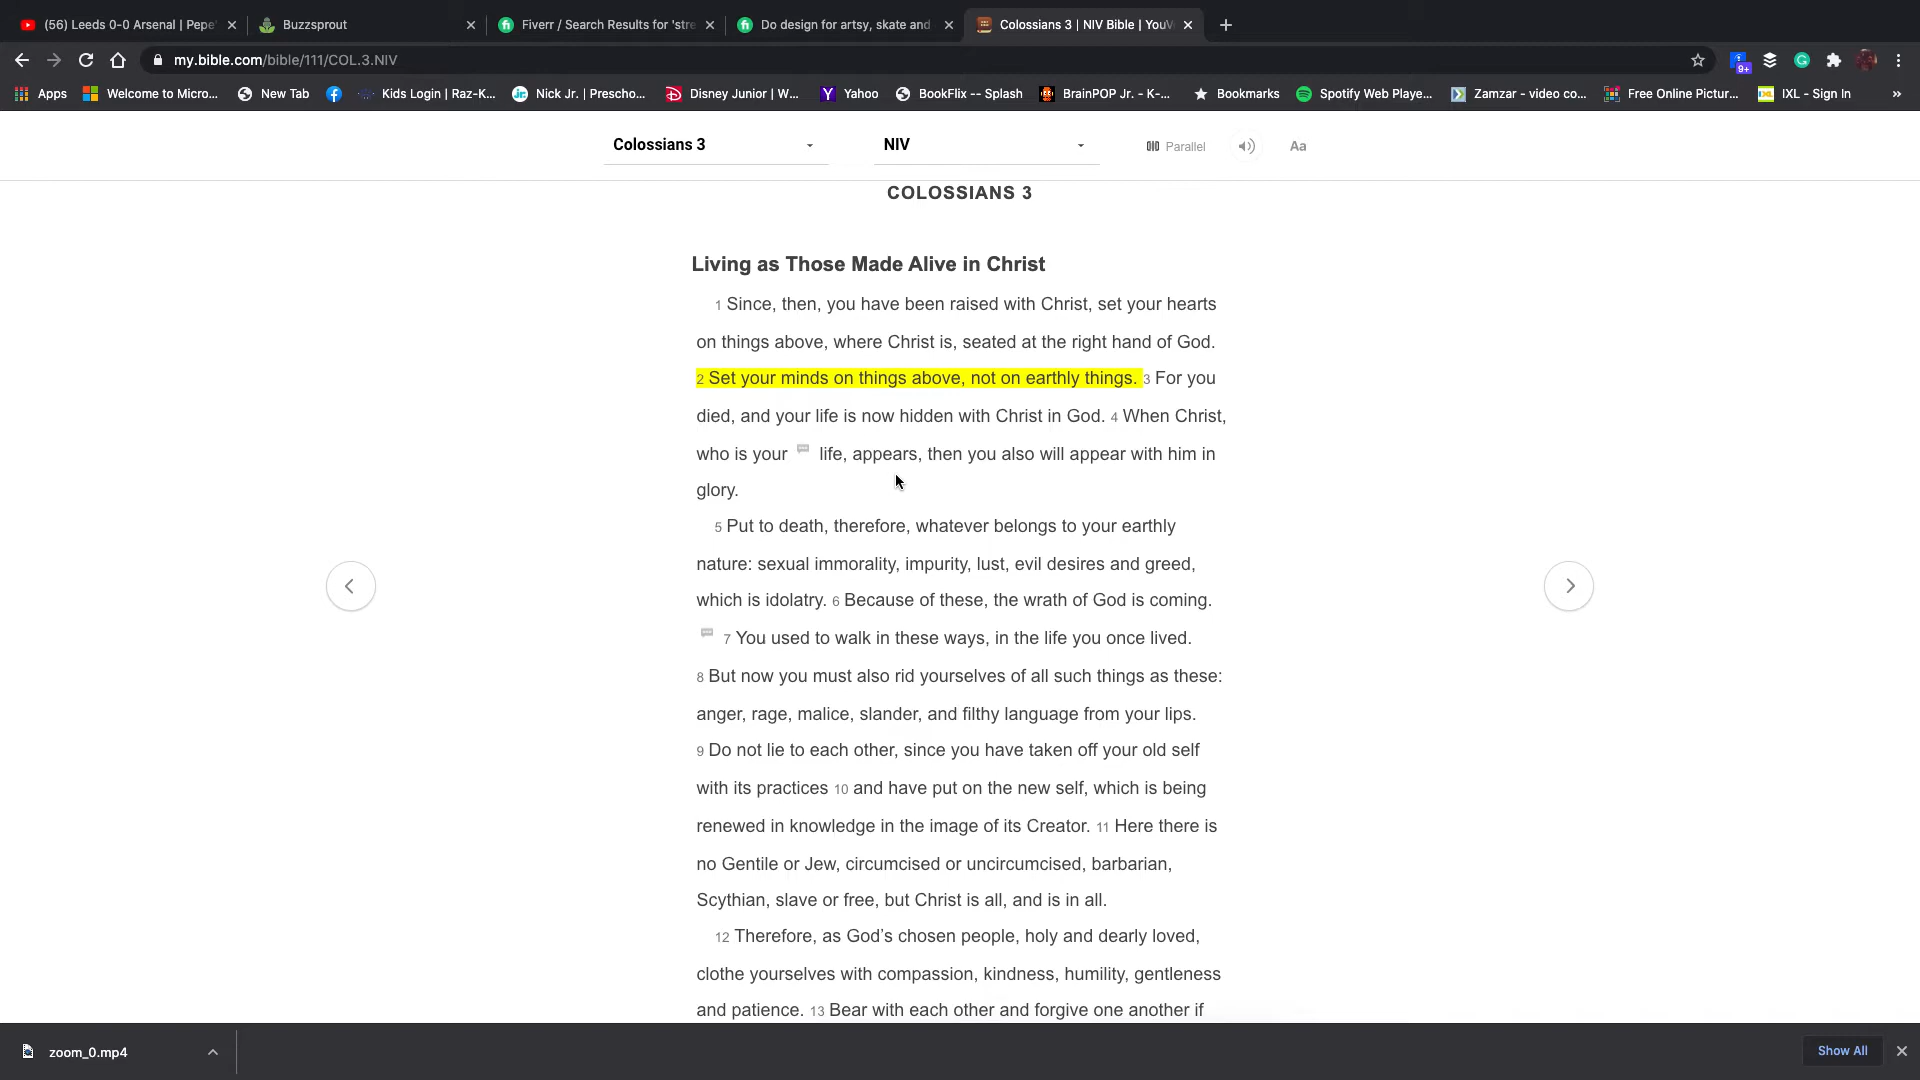 (56) Leeds 0-0 Arsenal | Pepe'
Buzzsprout
Fiverr / Search Results for 'stre
Do design for artsy, skate and
Colossians 3 | NIV Bible | YouV
my.bible.com/bible/111/COL.3.NIV
9+
Apps
Welcome to Micro...
New Tab
Kids Login | Raz-K...
Nick Jr. | Prescho...
Disney Junior | W...
Yahoo
BookFlix -- Splash
BrainPOP Jr. - K-...
Bookmarks
Spotify Web Playe...
Zamzar - video co...
Free Online Pictur...
IXL - Sign In
»
Colossians 3
NIV
Parallel
Aa
COLOSSIANS 3
Living as Those Made Alive in Christ
1 Since, then, you have been raised with Christ, set your hearts
on things above, where Christ is, seated at the right hand of God.
2 Set your minds on things above, not on earthly things. 3 For you
died, and your life is now hidden with Christ in God. 4 When Christ,
who is your life, appears, then you also will appear with him in
glory.
5 Put to death, therefore, whatever belongs to your earthly
nature: sexual immorality, impurity, lust, evil desires and greed,
which is idolatry. 6 Because of these, the wrath of God is coming.
7 You used to walk in these ways, in the life you once lived.
8 But now you must also rid yourselves of all such things as these:
anger, rage, malice, slander, and filthy language from your lips.
9 Do not lie to each other, since you have taken off your old self
with its practices 10 and have put on the new self, which is being
renewed in knowledge in the image of its Creator. 11 Here there is
no Gentile or Jew, circumcised or uncircumcised, barbarian,
Scythian, slave or free, but Christ is all, and is in all.
12 Therefore, as God’s chosen people, holy and dearly loved,
clothe yourselves with compassion, kindness, humility, gentleness
and patience. 13 Bear with each other and forgive one another if
zoom_0.mp4
Show All